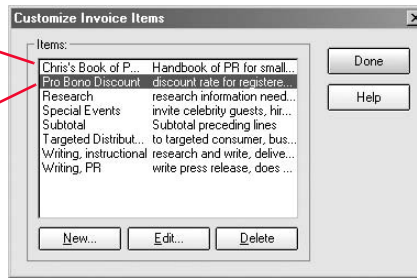 Customize Invoice Items
Items:
Chris's Book of P... Handbook of PR for small...
Pro Bono Discount discount rate for registere...
Research research information need...
Special Events invite celebrity guests, hir...
Subtotal Subtotal preceding lines
Targeted Distribut... to targeted consumer, bus...
Writing, instructional research and write, delive...
Writing, PR write press release, does ...
New... Edit... Delete
Done
Help